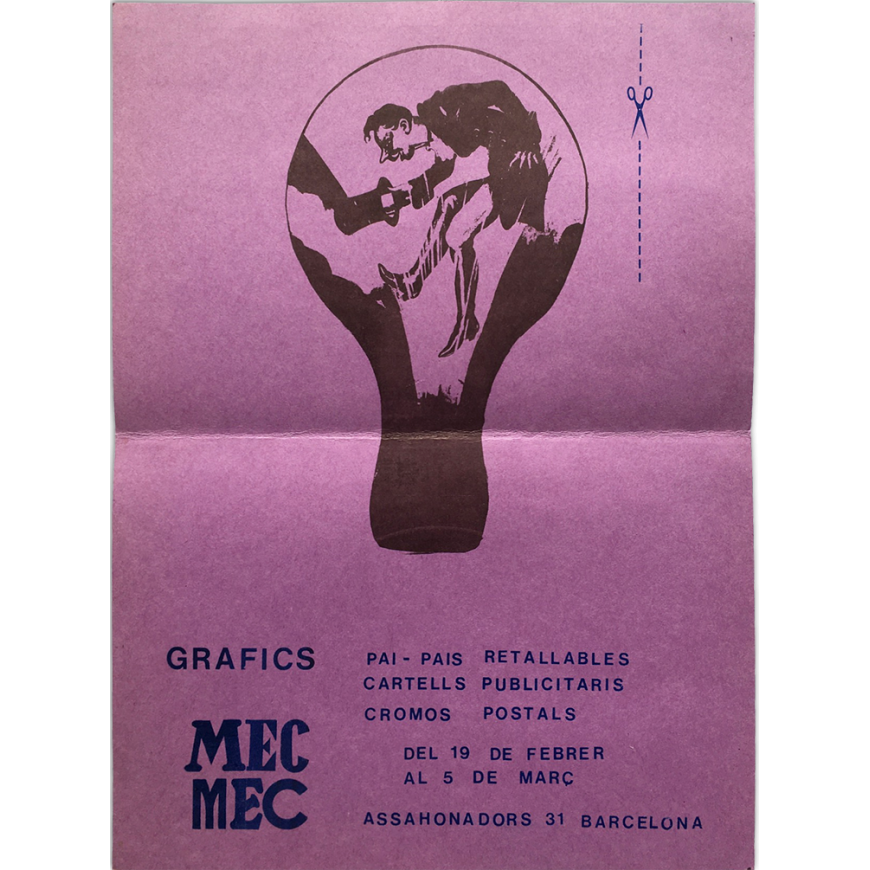 GRAFICS
MEC
MEC
PAI-PAIS RETALLABLES
CARTELLS PUBLICITARIS
CROMOS POSTALS
DEL 19 DE FEBRER
AL 5 DE MARÇ
ASSAHONADORS 31 BARCELONA